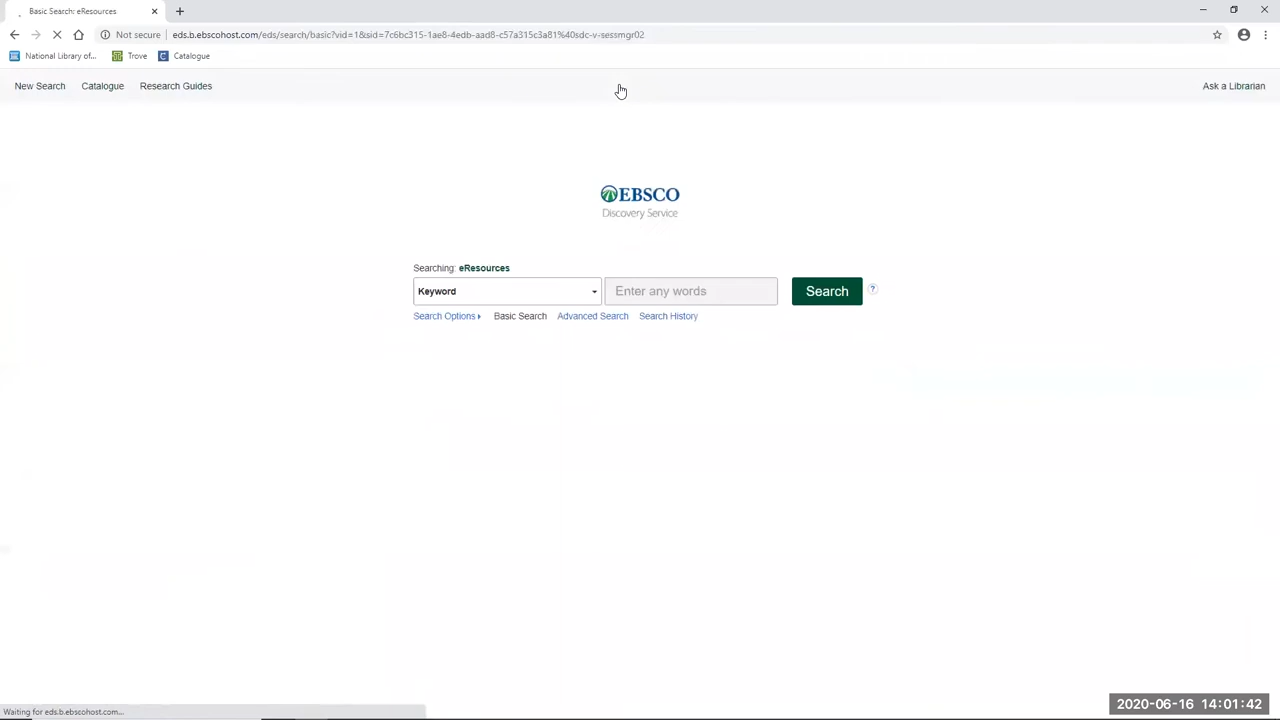 Basic Search: eResources
Not secure
eds.b.ebscohost.com/eds/search/basic?vid=1&sid=7c6bc315-1ae8-4edb-aad8-c57a315c3a81%40sdc-v-sessmgr02
National Library of... Trove Catalogue
New Search Catalogue Research Guides Ask a Librarian
EBSCO
Discovery Service
Searching: eResources
Keyword Enter any words Search ?
Search Options Basic Search Advanced Search Search History
Waiting for eds.b.ebscohost.com...
2020-06-16 14:01:42